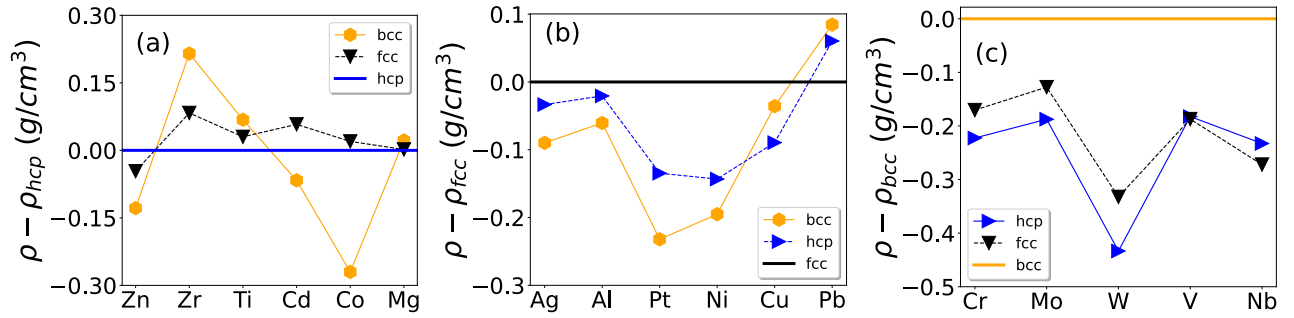 ρ − ρ_hcp (g/cm³)
0.30
0.15
0.00
-0.15
-0.30
(a)
bcc
fcc
hcp
Zn Zr Ti Cd Co Mg
ρ − ρ_fcc (g/cm³)
0.1
0.0
-0.1
-0.2
-0.3
(b)
bcc
hcp
fcc
Ag Al Pt Ni Cu Pb
ρ − ρ_bcc (g/cm³)
0.0
−0.1
−0.2
−0.3
−0.4
−0.5
(c)
hcp
fcc
bcc
Cr Mo W V Nb